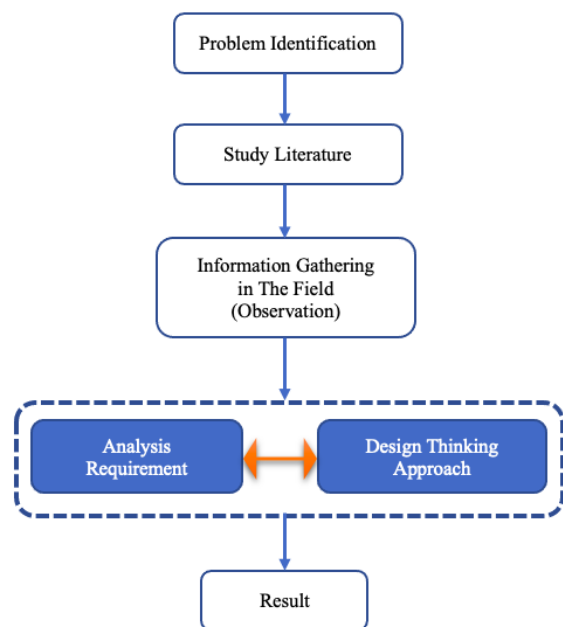 Problem Identification
Study Literature
Information Gathering
in The Field
(Observation)
Analysis
Requirement
Design Thinking
Approach
Result